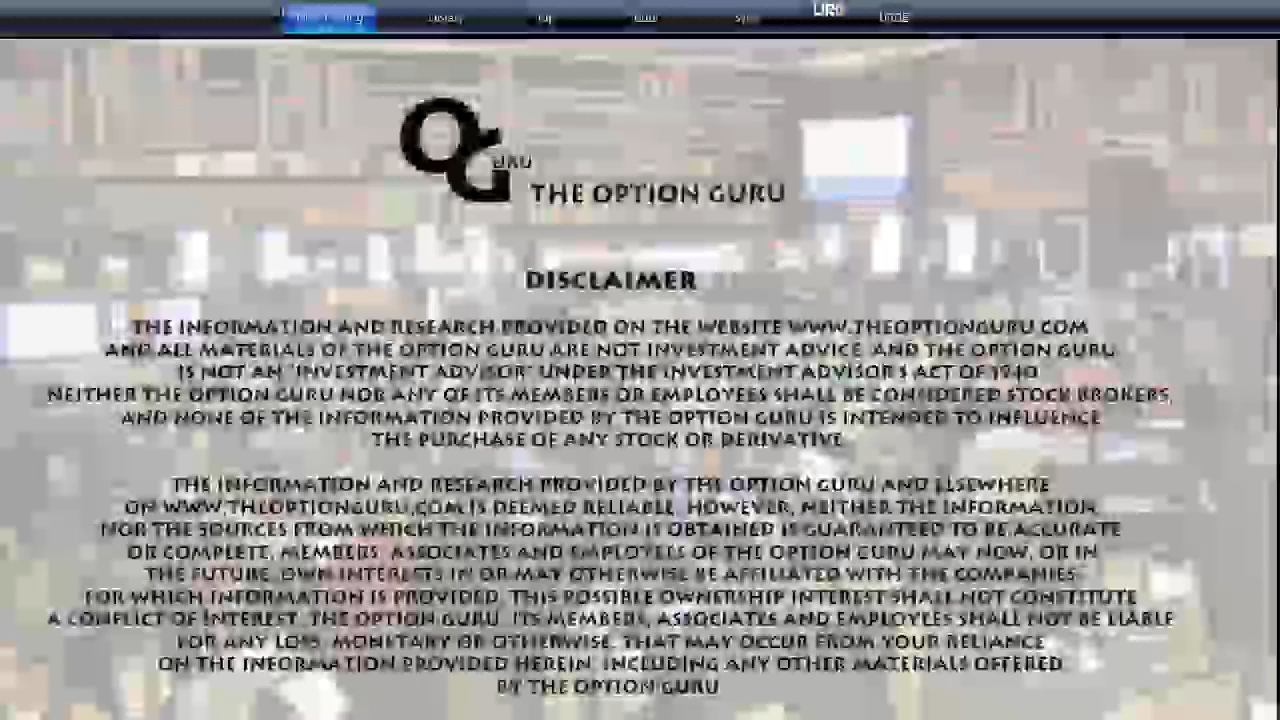 URU
THE OPTION GURU
DISCLAIMER
THE INFORMATION AND RESEARCH PROVIDED ON THE WEBSITE WWW.THEOPTIONGURU.COM
AND ALL MATERIALS OF THE OPTION GURU ARE NOT INVESTMENT ADVICE, AND THE OPTION GURU
IS NOT AN "INVESTMENT ADVISOR" UNDER THE INVESTMENT ADVISOR'S ACT OF 1940.
NEITHER THE OPTION GURU NOR ANY OF ITS MEMBERS OR EMPLOYEES SHALL BE CONSIDERED STOCK BROKERS,
AND NONE OF THE INFORMATION PROVIDED BY THE OPTION GURU IS INTENDED TO INFLUENCE
THE PURCHASE OF ANY STOCK OR DERIVATIVE.
THE INFORMATION AND RESEARCH PROVIDED BY THE OPTION GURU AND ELSEWHERE
ON WWW.THEOPTIONGURU.COM IS DEEMED RELIABLE. HOWEVER, NEITHER THE INFORMATION,
NOR THE SOURCES FROM WHICH THE INFORMATION IS OBTAINED IS GUARANTEED TO BE ACCURATE
OR COMPLETE. MEMBERS, ASSOCIATES AND EMPLOYEES OF THE OPTION GURU MAY NOW, OR IN
THE FUTURE, OWN INTERESTS IN OR MAY OTHERWISE BE AFFILIATED WITH THE COMPANIES
FOR WHICH INFORMATION IS PROVIDED. THIS POSSIBLE OWNERSHIP INTEREST SHALL NOT CONSTITUTE
A CONFLICT OF INTEREST. THE OPTION GURU, ITS MEMBERS, ASSOCIATES AND EMPLOYEES SHALL NOT BE LIABLE
FOR ANY LOSS, MONETARY OR OTHERWISE, THAT MAY OCCUR FROM YOUR RELIANCE
ON THE INFORMATION PROVIDED HEREIN, INCLUDING ANY OTHER MATERIALS OFFERED
BY THE OPTION GURU